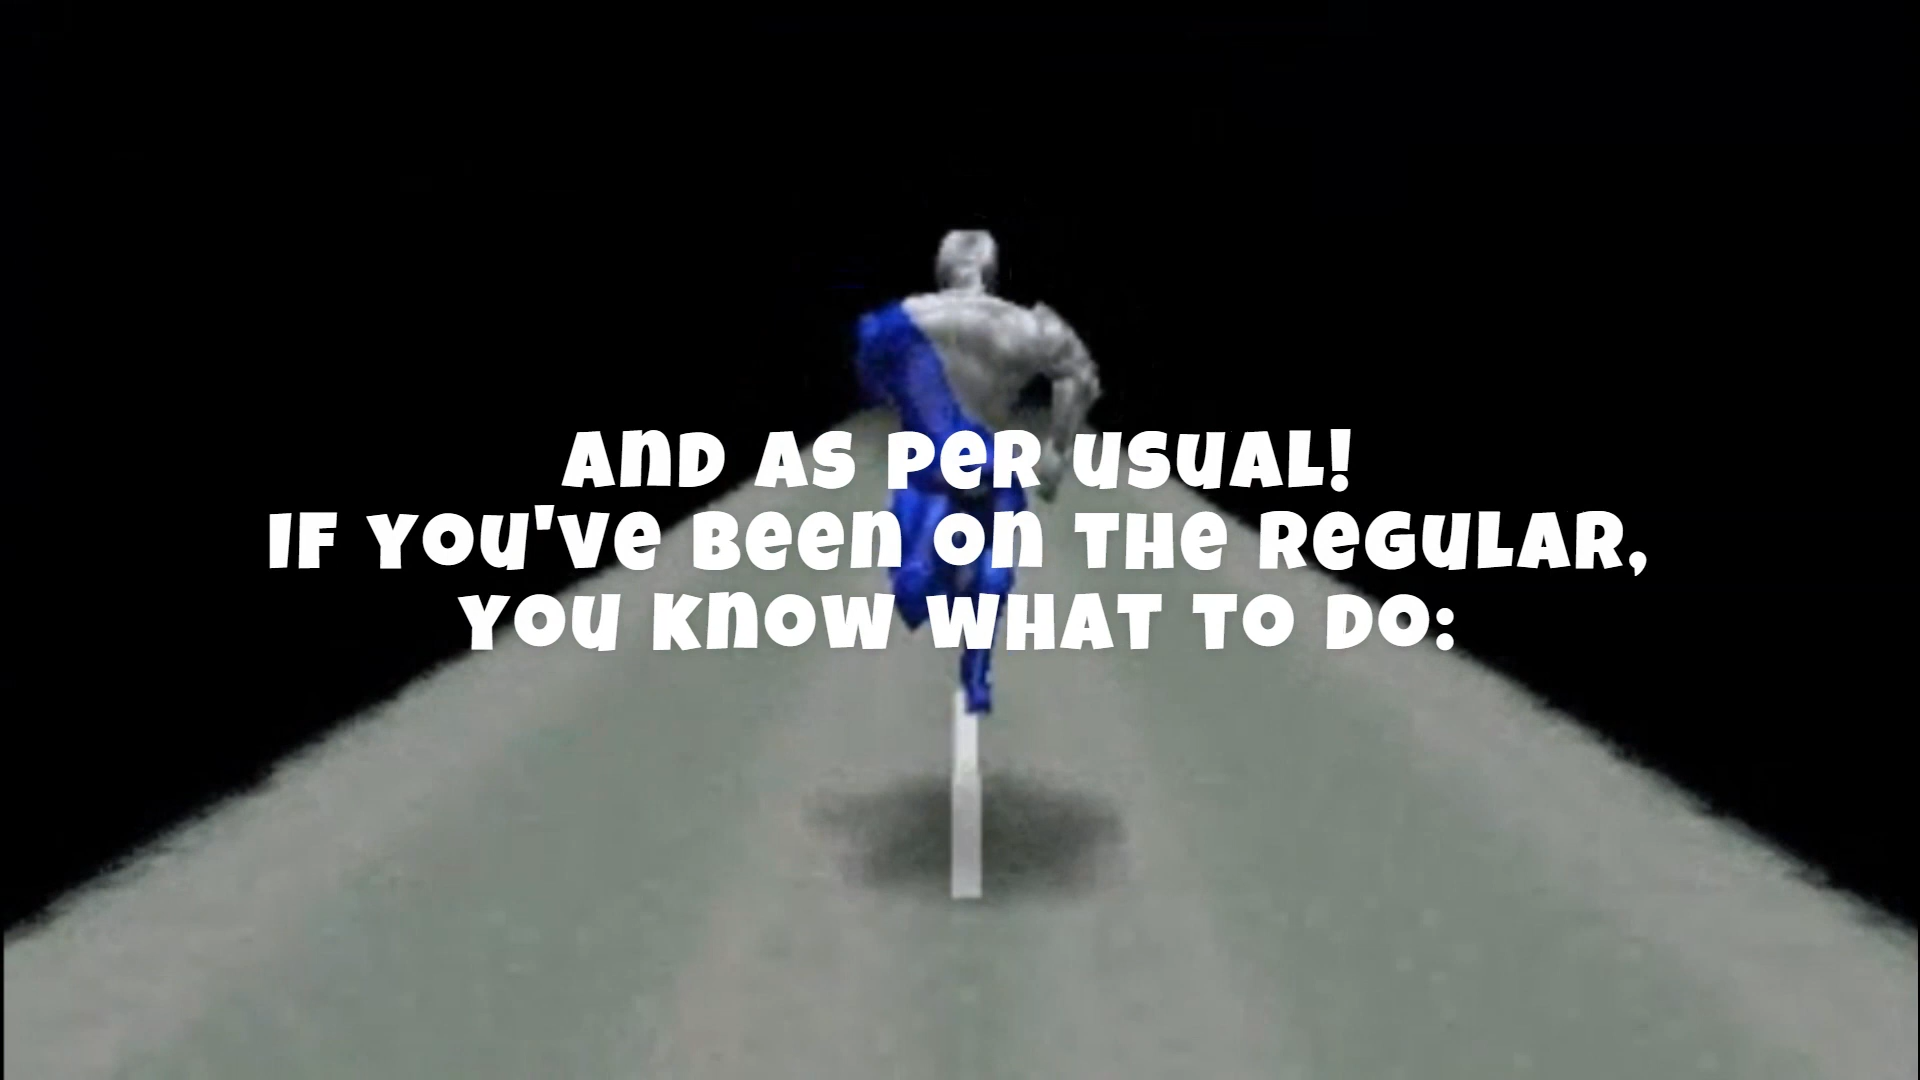 AND AS PER USUAL!
IF YOU'VE BEEN ON THE REGULAR,
YOU KNOW WHAT TO DO: